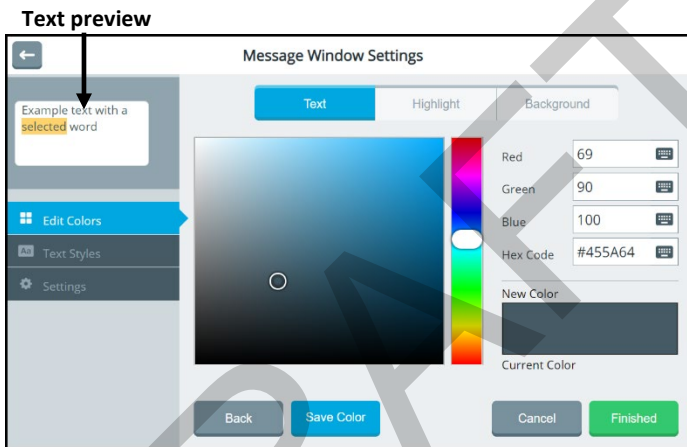 Text preview
Message Window Settings
Example text with a
selected word
Text
Highlight
Background
Edit Colors
Aa Text Styles
Settings
Red 69
Green 90
Blue 100
Hex Code #455A64
New Color
Current Color
Back
Save Color
Cancel
Finished